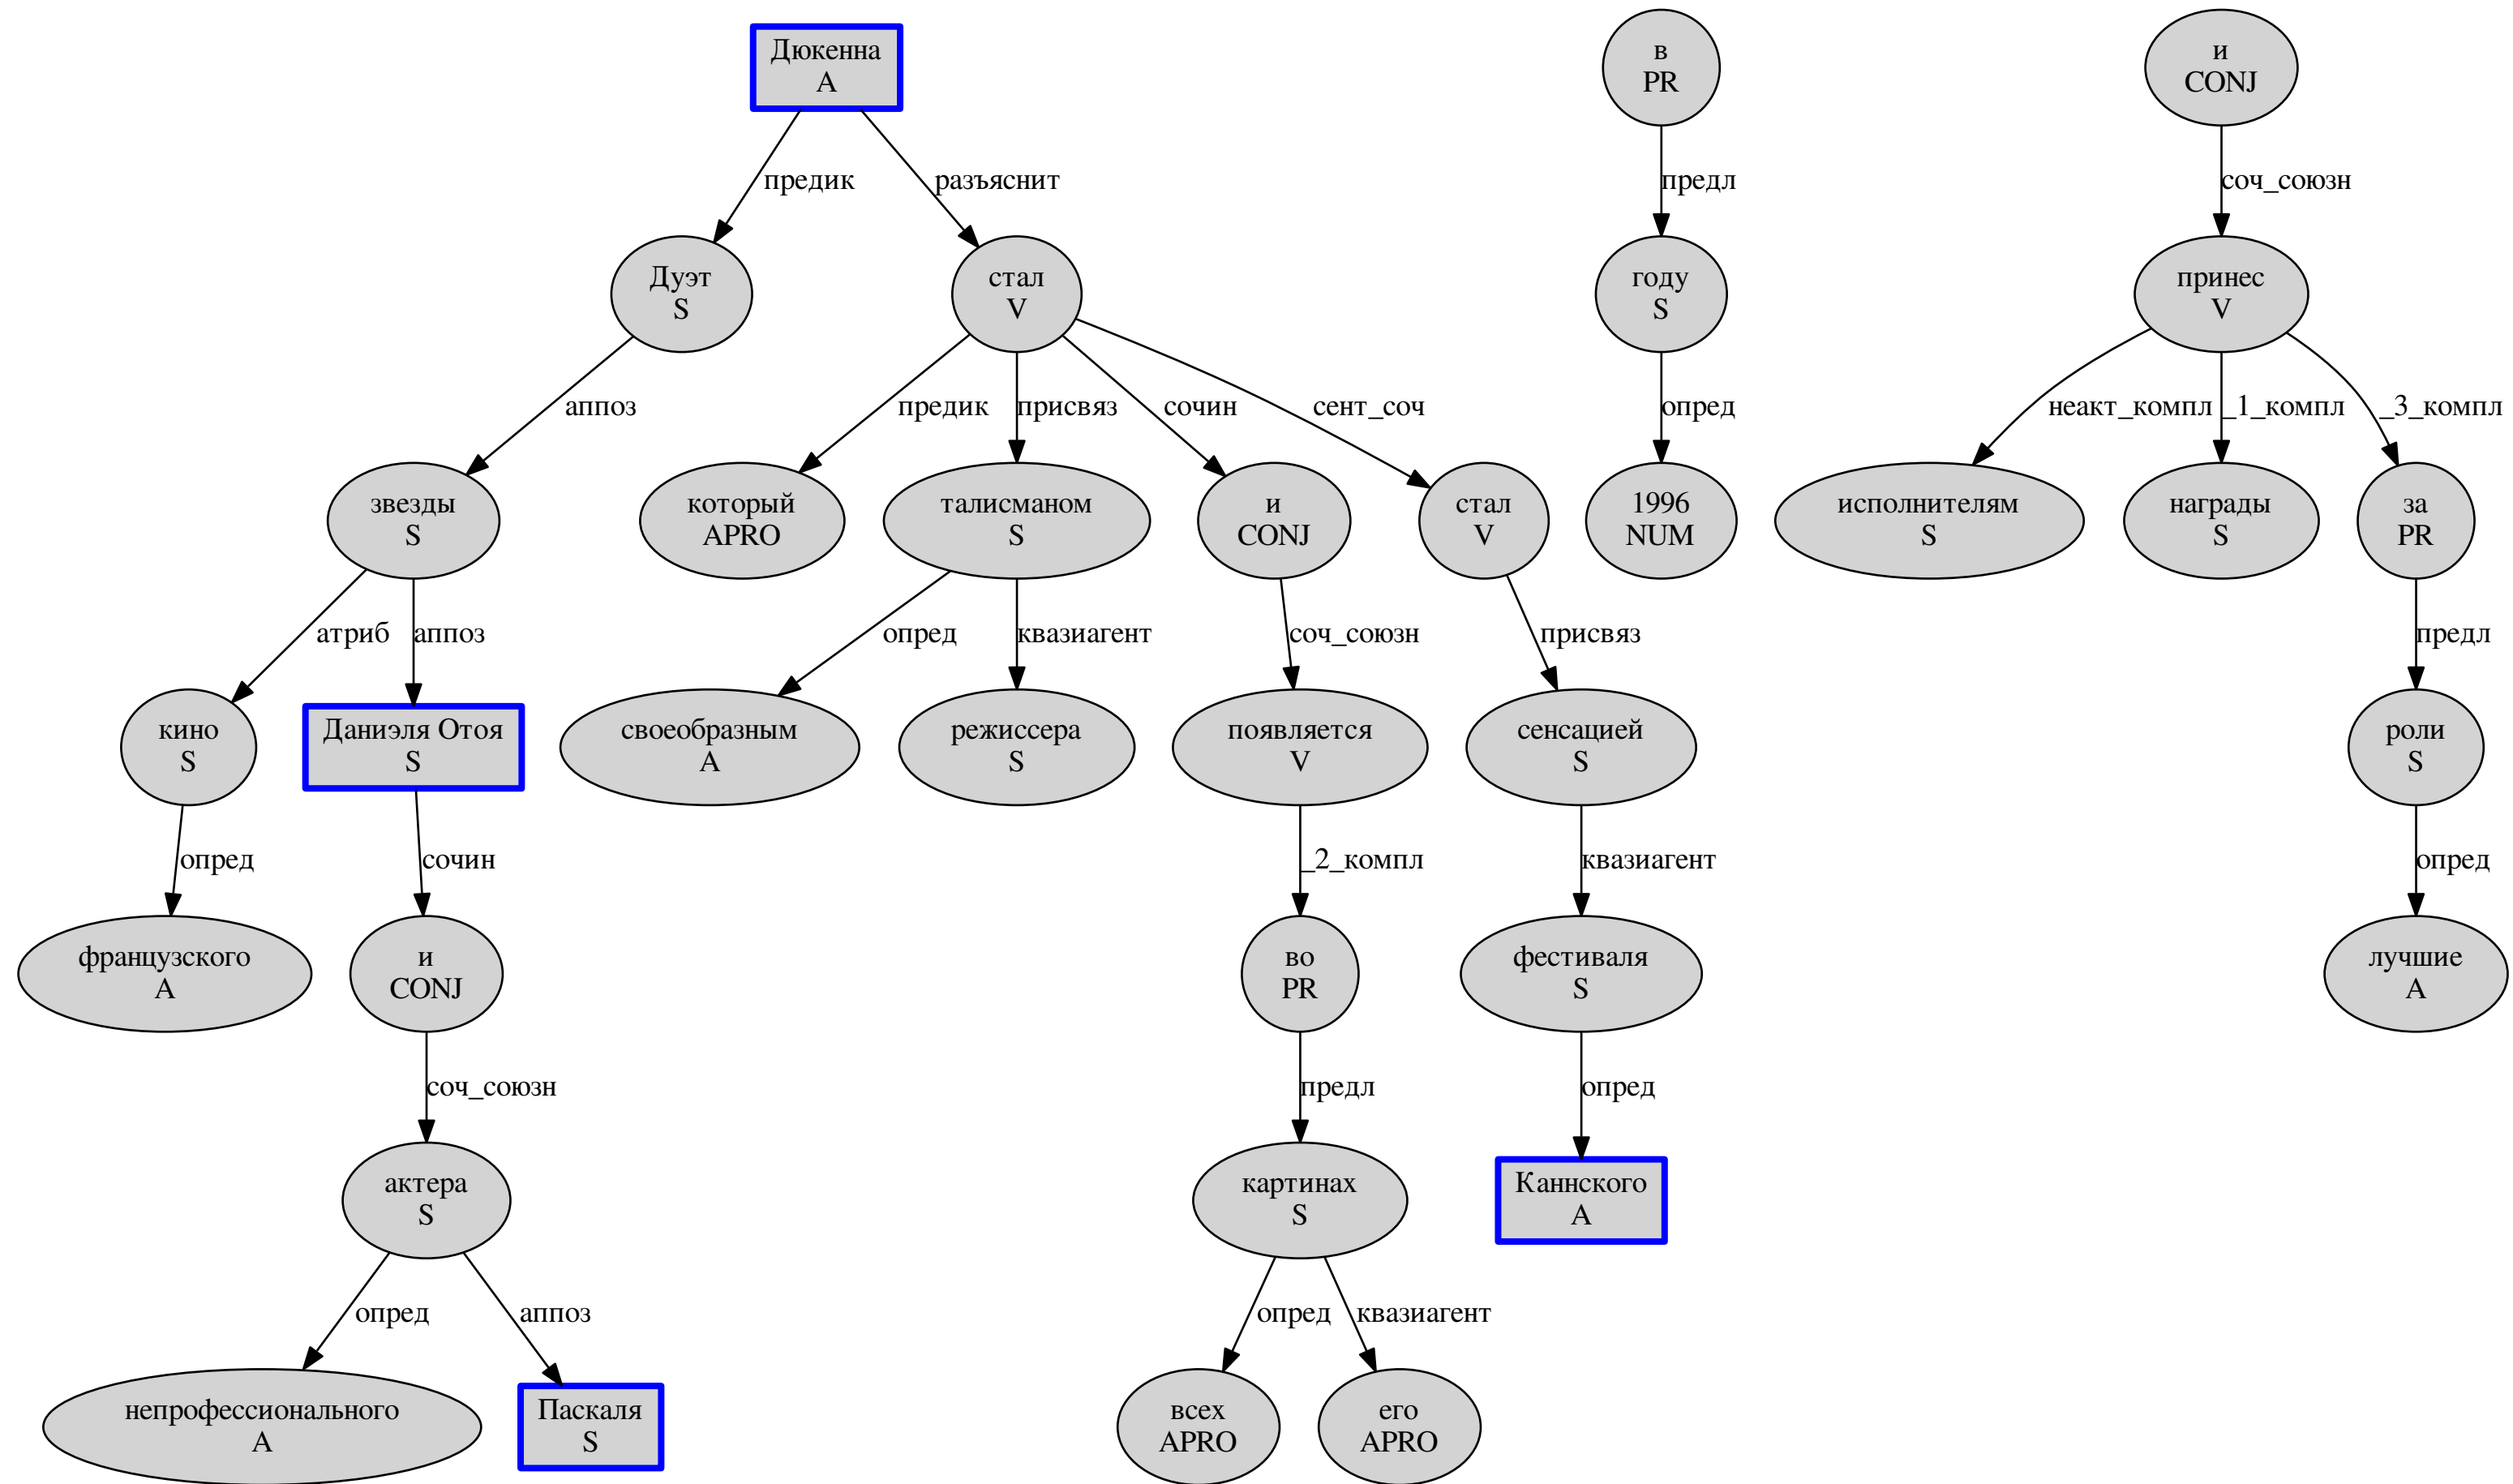 Дюкенна
A
в
PR
и
CONJ
предик
разъяснит
предл
соч_союзн
Дуэт
S
стал
V
году
S
принес
V
аппоз
предик
присвяз
сочин
сент_соч
опред
неакт_компл
_1_компл
_3_компл
звезды
S
который
APRO
талисманом
S
и
CONJ
стал
V
1996
NUM
исполнителям
S
награды
S
за
PR
атриб
аппоз
опред
квазиагент
соч_союзн
присвяз
предл
кино
S
Даниэля Отоя
S
своеобразным
A
режиссера
S
появляется
V
сенсацией
S
роли
S
опред
сочин
_2_компл
квазиагент
опред
французского
A
и
CONJ
во
PR
фестиваля
S
лучшие
A
соч_союзн
предл
опред
актера
S
картинах
S
Каннского
A
опред
аппоз
опред
квазиагент
непрофессионального
A
Паскаля
S
всех
APRO
его
APRO